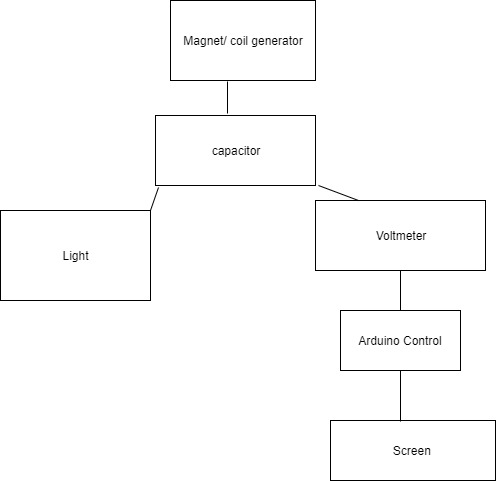 Magnet/ coil generator
capacitor
Light
Voltmeter
Arduino Control
Screen